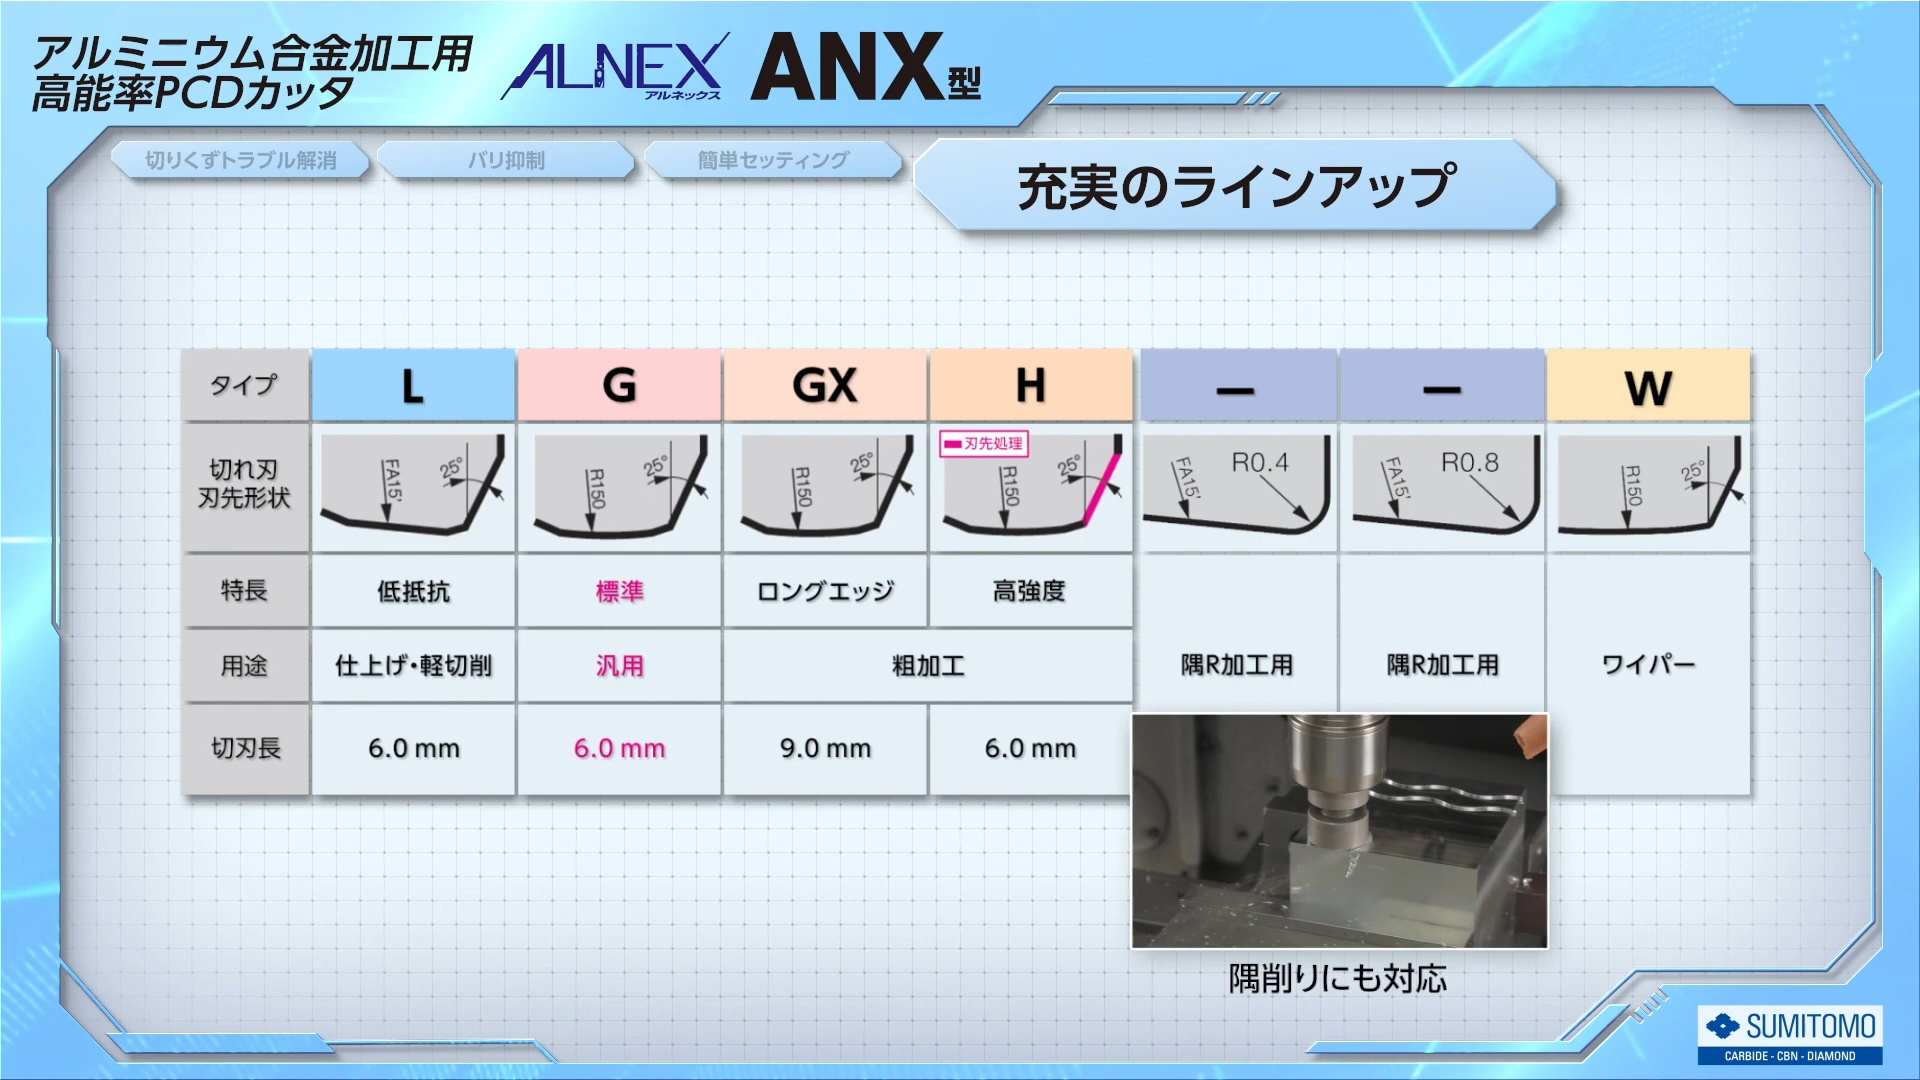 アルミニウム合金加工用
高能率PCDカッタ
ALNEX
アルネックス
ANX型
切りくずトラブル解消
バリ抑制
簡単セッティング
充実のラインアップ
タイプ
L
G
GX
H
—
—
W
切れ刃
刃先形状
FA15'
25°
R150
25°
R150
25°
刃先処理
R150
25°
FA15'
R0.4
FA15'
R0.8
R150
25°
特長
低抵抗
標準
ロングエッジ
高強度
用途
仕上げ・軽切削
汎用
粗加工
隅R加工用
隅R加工用
ワイパー
切刃長
6.0 mm
6.0 mm
9.0 mm
6.0 mm
隅削りにも対応
SUMITOMO
CARBIDE - CBN - DIAMOND